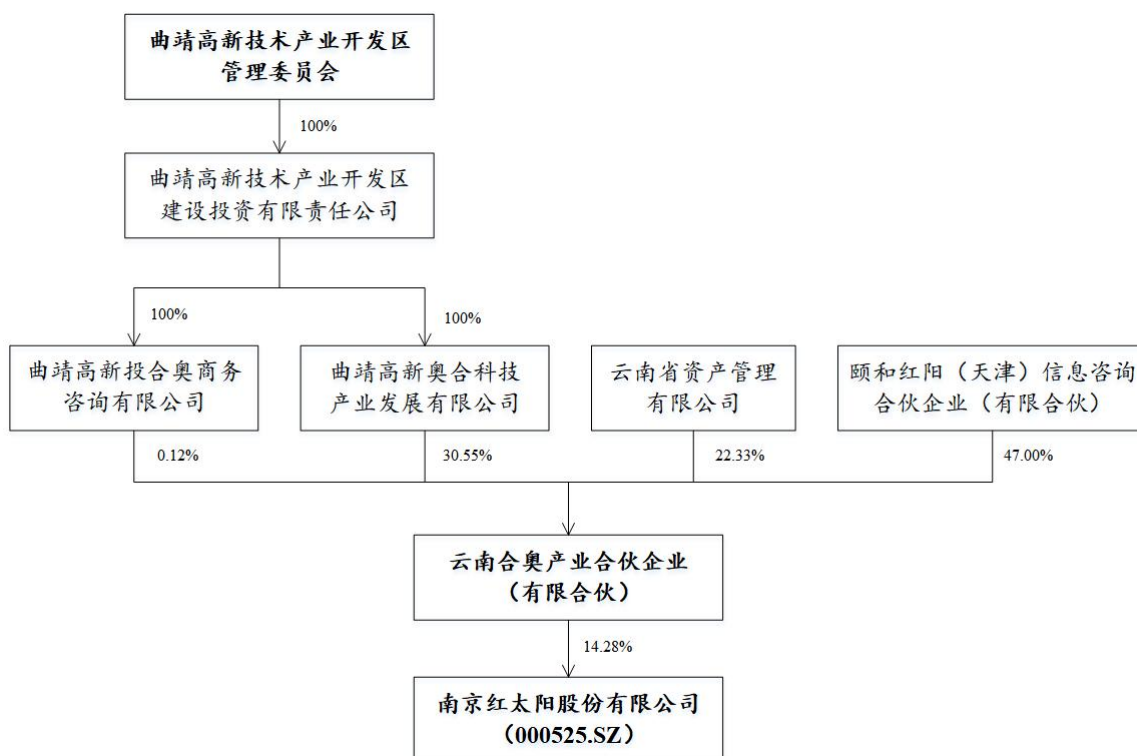 曲靖高新技术产业开发区
管理委员会
100%
曲靖高新技术产业开发区
建设投资有限责任公司
100%
100%
曲靖高新投合奥商务
咨询有限公司
曲靖高新奥合科技
产业发展有限公司
云南省资产管理
有限公司
颐和红阳（天津）信息咨询
合伙企业（有限合伙）
0.12%
30.55%
22.33%
47.00%
云南合奥产业合伙企业
（有限合伙）
14.28%
南京红太阳股份有限公司
（000525.SZ）